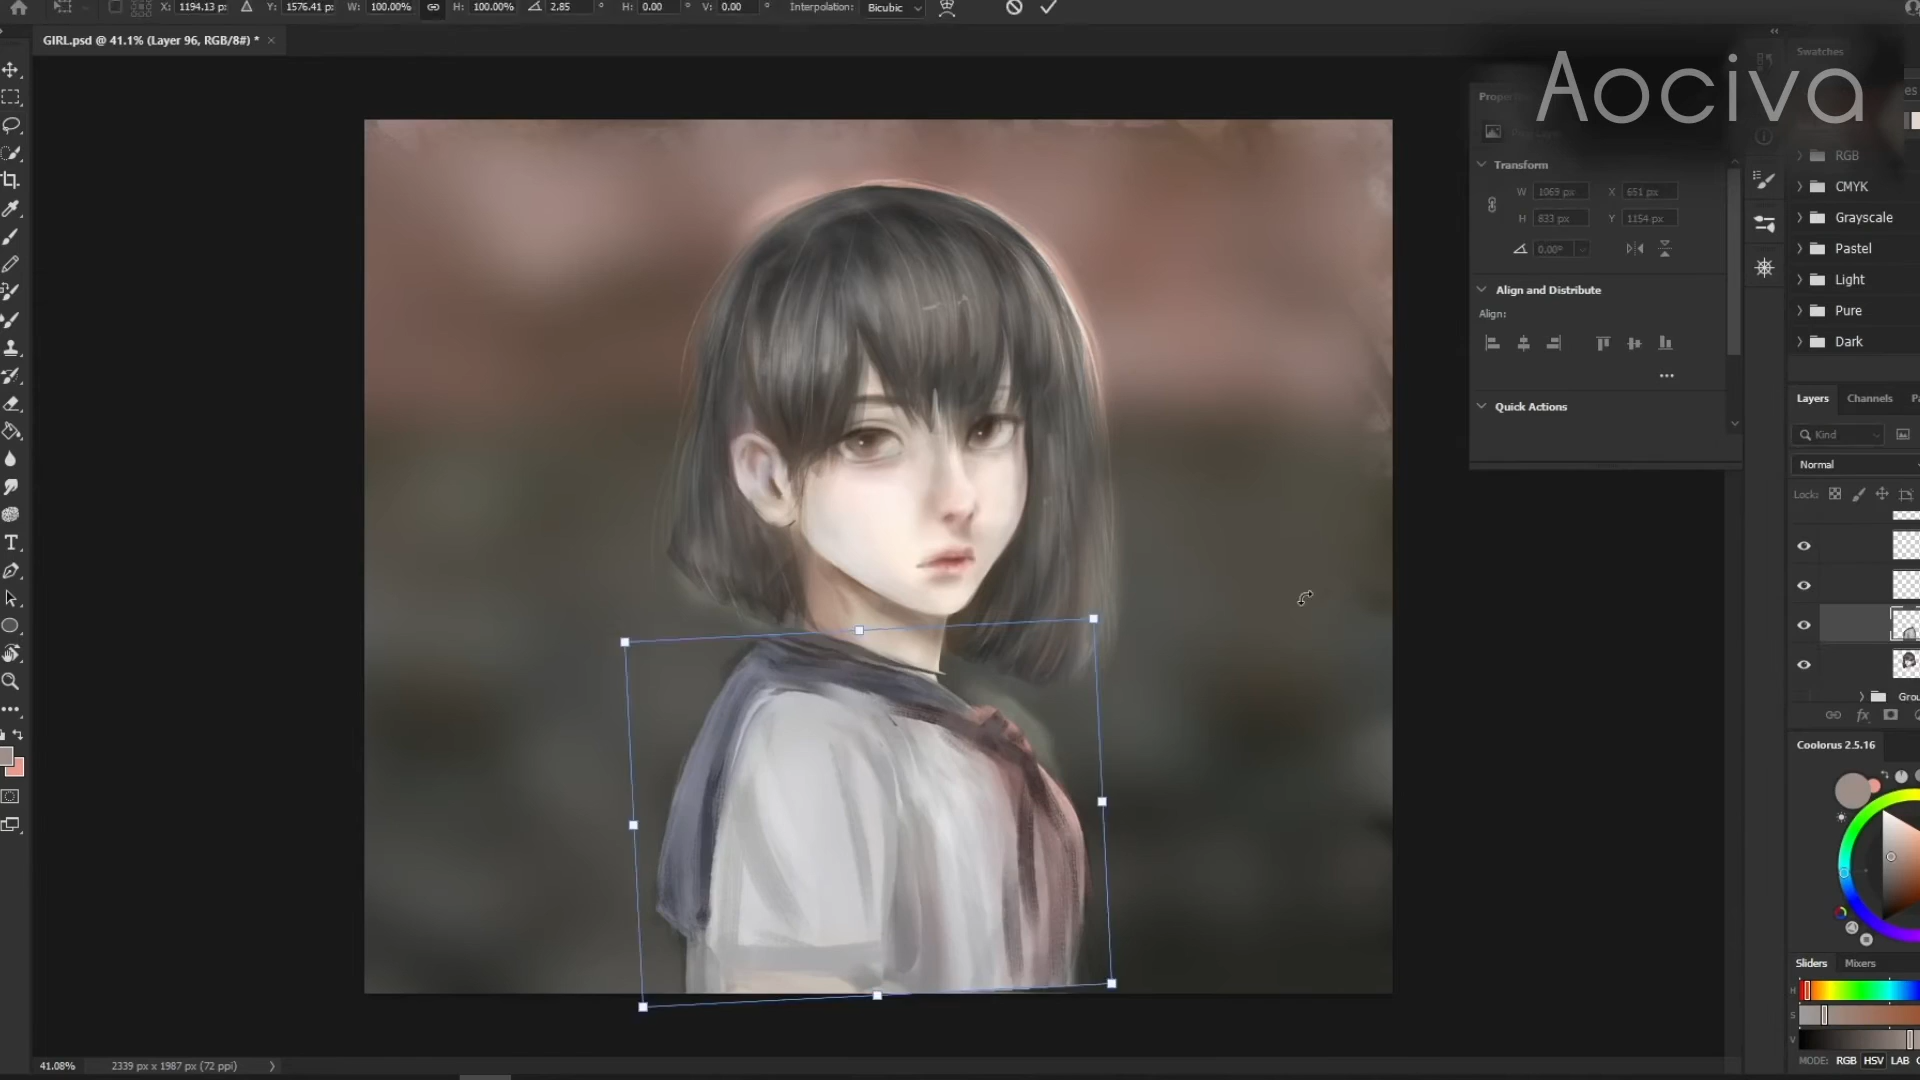 X: 1194.13 p: Y: 1576.41 p: W: 100.00% H: 100.00% 2.85 ° H: 0.00 ° V: 0.00 ° Interpolation: Bicubic
GIRL.psd @ 41.1% (Layer 96, RGB/8#) * ×
Aociva
Swatches
Transform
W 1069 px X 651 px
H 833 px Y 1154 px
0.00°
Align and Distribute
Align:
Quick Actions
RGB
CMYK
Grayscale
Pastel
Light
Pure
Dark
Layers Channels
Kind
Normal
Lock:
Grou
fx
Coolorus 2.5.16
Sliders Mixers
H
S
V
MODE: RGB HSV LAB
41.08% 2339 px x 1987 px (72 ppi)